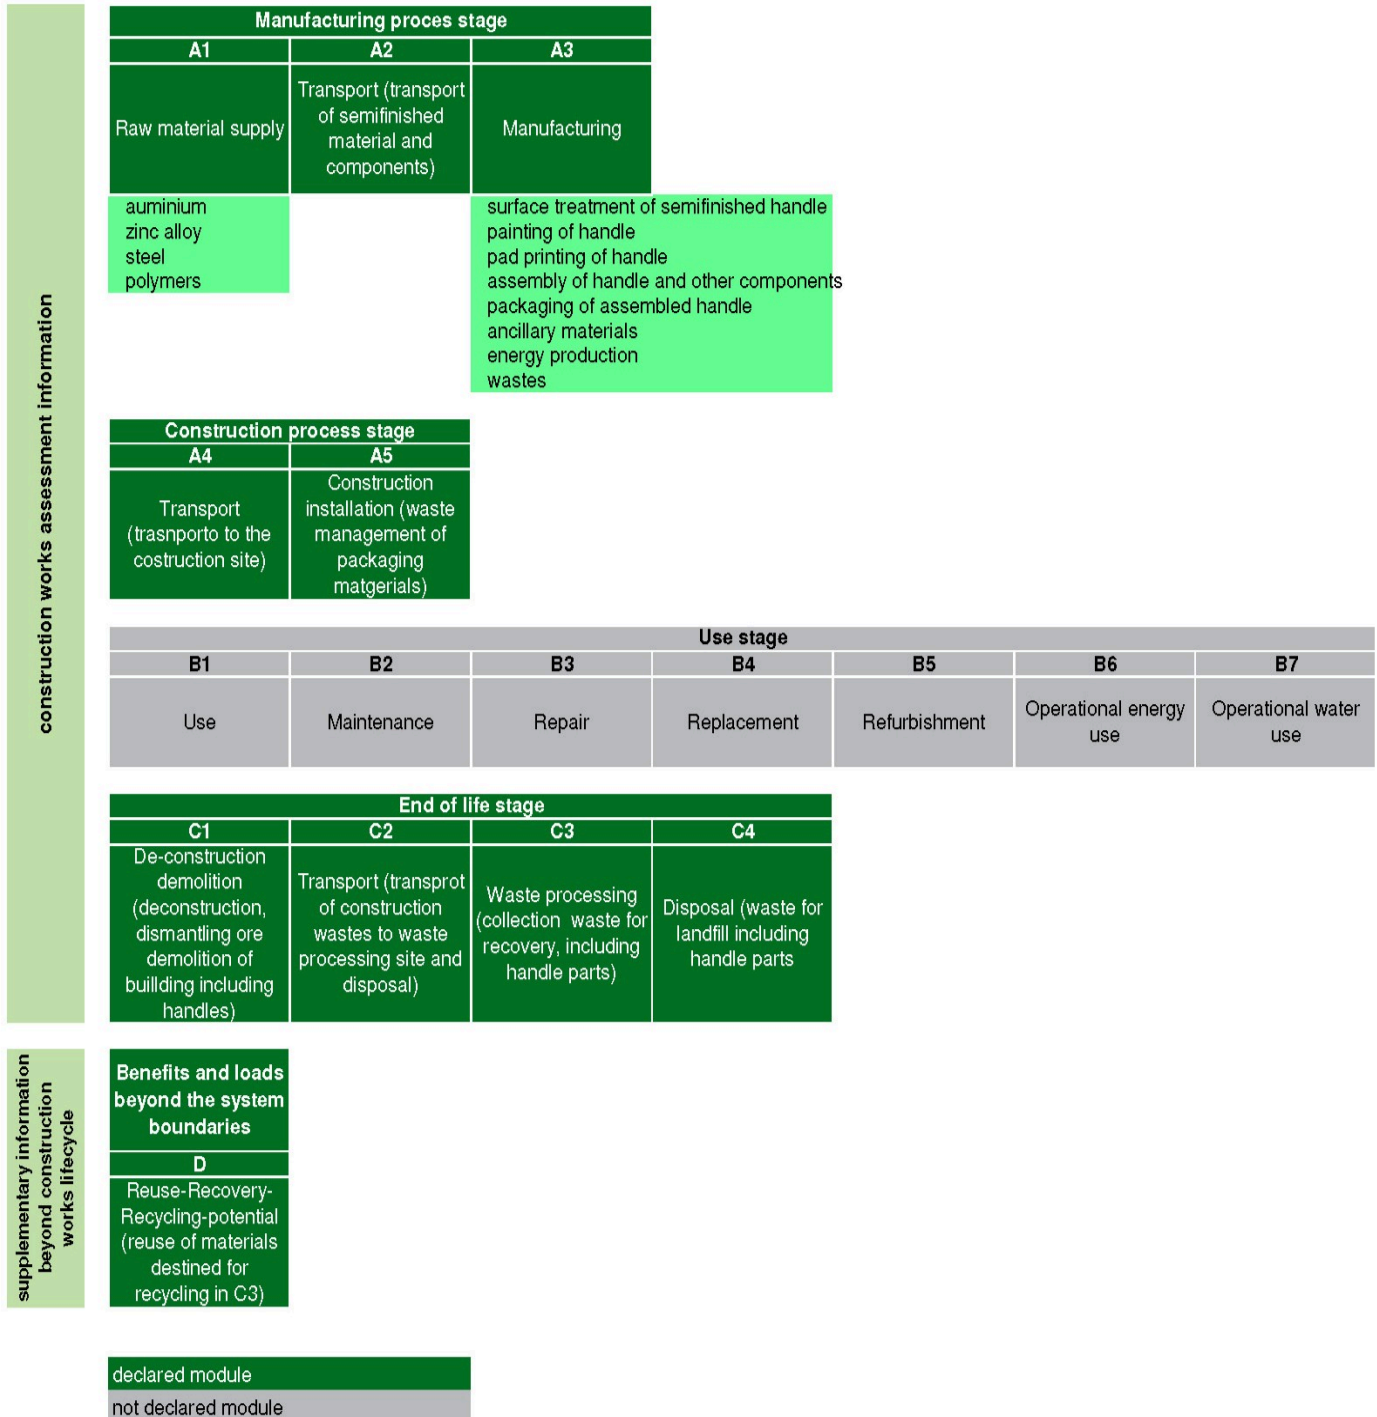 construction works assessment information
Manufacturing proces stage
A1
A2
A3
Raw material supply
Transport (transport
of semifinished
material and
components)
Manufacturing
auminium
zinc alloy
steel
polymers
surface treatment of semifinished handle
painting of handle
pad printing of handle
assembly of handle and other components
packaging of assembled handle
ancillary materials
energy production
wastes
Construction process stage
A4
A5
Transport
(trasnporto to the
costruction site)
Construction
installation (waste
management of
packaging
matgerials)
Use stage
B1
B2
B3
B4
B5
B6
B7
Use
Maintenance
Repair
Replacement
Refurbishment
Operational energy
use
Operational water
use
End of life stage
C1
C2
C3
C4
De-construction
demolition
(deconstruction,
dismantling ore
demolition of
buillding including
handles)
Transport (transprot
of construction
wastes to waste
processing site and
disposal)
Waste processing
(collection waste for
recovery, including
handle parts)
Disposal (waste for
landfill including
handle parts
supplementary information
beyond construction
works lifecycle
Benefits and loads
beyond the system
boundaries
D
Reuse-Recovery-
Recycling-potential
(reuse of materials
destined for
recycling in C3)
declared module
not declared module